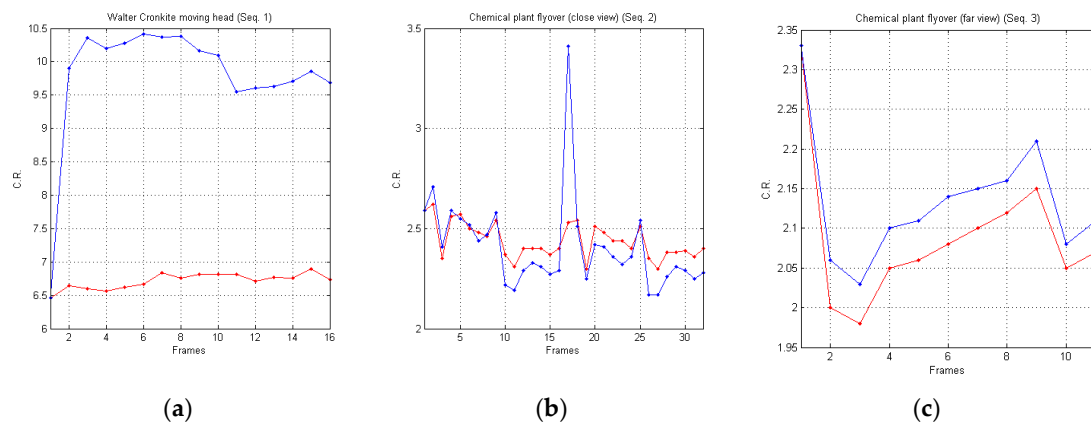 Walter Cronkite moving head (Seq. 1)
10.5
10
9.5
9
8.5
8
7.5
7
6.5
6
C.R.
2 4 6 8 10 12 14 16
Frames
(a)
Chemical plant flyover (close view) (Seq. 2)
3.5
3
2.5
2
C.R.
5 10 15 20 25 30
Frames
(b)
Chemical plant flyover (far view) (Seq. 3)
2.35
2.3
2.25
2.2
2.15
2.1
2.05
2
1.95
C.R.
2 4 6 8 10
Frames
(c)